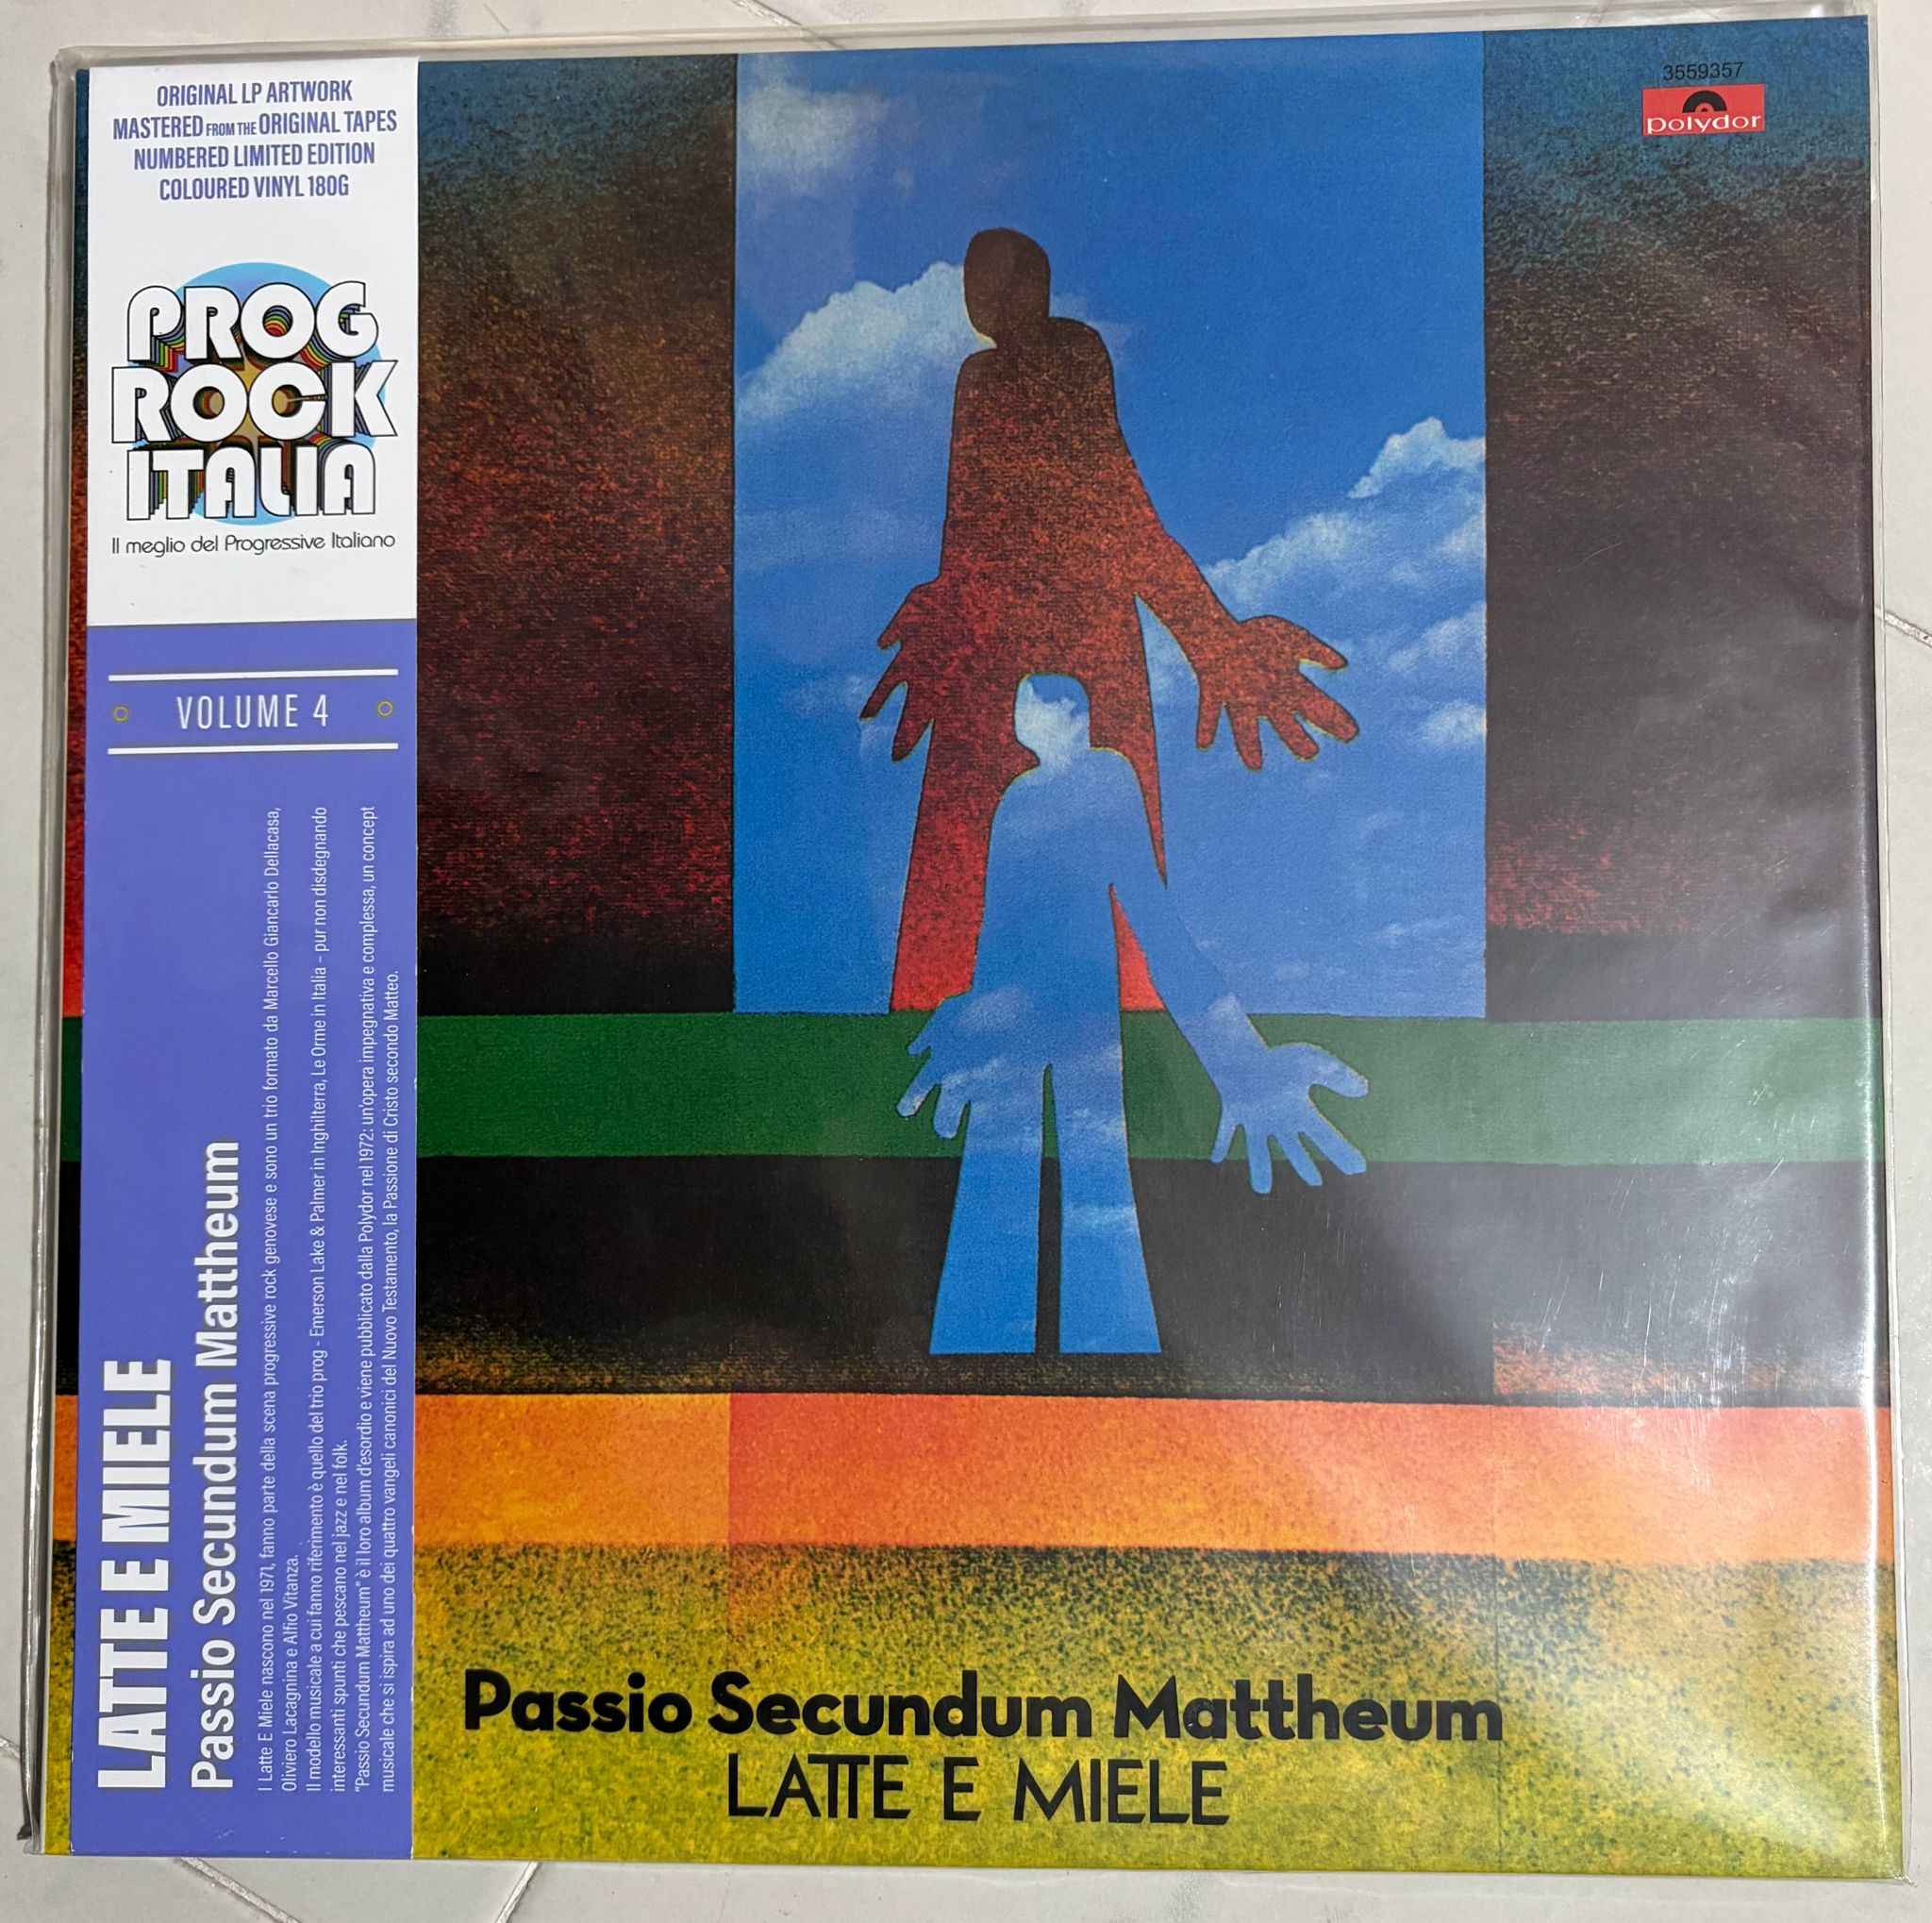 ORIGINAL LP ARTWORK
MASTERED FROM THE ORIGINAL TAPES
NUMBERED LIMITED EDITION
COLOURED VINYL 180G
PROG
ROCK
ITALIA
Il meglio del Progressive Italiano
VOLUME 4
LATTE E MIELE
Passio Secundum Mattheum
I Latte E Miele nascono nel 1971, fanno parte della scena progressive rock genovese e sono un trio formato da Marcello Giancarlo Dellacasa,
Oliviero Lacagnina e Alfio Vitanza.
Il modello musicale a cui fanno riferimento è quello del trio prog - Emerson Lake & Palmer in Inghilterra, Le Orme in Italia – pur non disdegnando
interessanti spunti che pescano nel jazz e nel folk.
"Passio Secundum Mattheum" è il loro album d'esordio e viene pubblicato dalla Polydor nel 1972: un'opera impegnativa e complessa, un concept
musicale che si ispira ad uno dei quattro vangeli canonici del Nuovo Testamento, la Passione di Cristo secondo Matteo.
3559357
polydor
Passio Secundum Mattheum
LATTE E MIELE